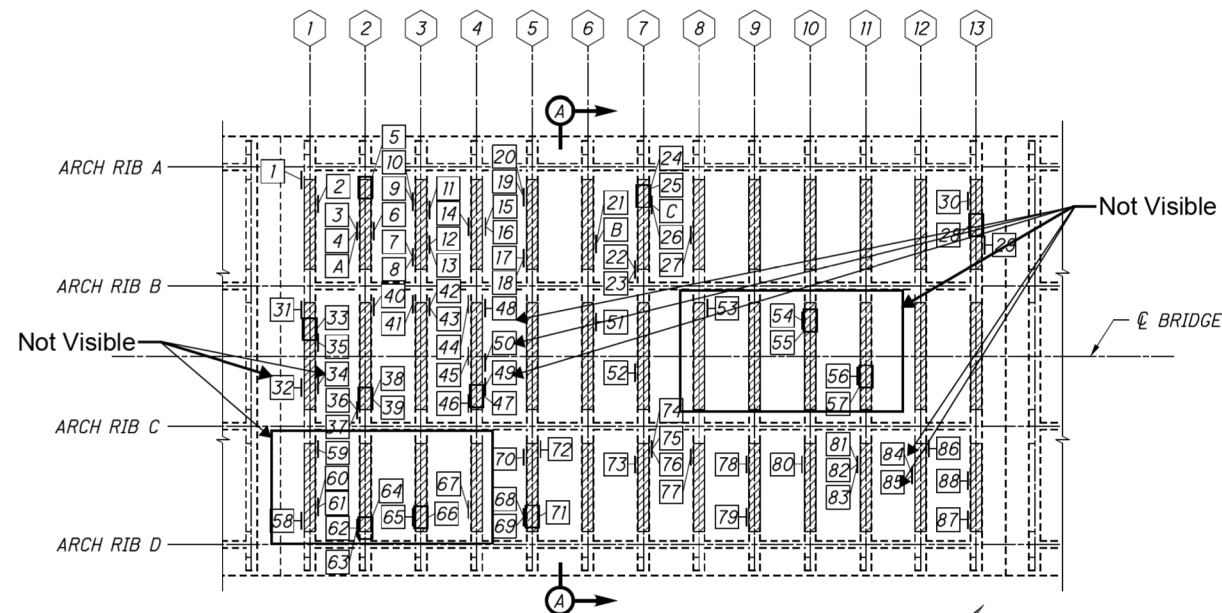 1 2 3 4 5 6 7 8 9 10 11 12 13
A
5
10 20 24
ARCH RIB A
1 2 9 11 19 25 30
3 14 15 21 C
Not Visible
4 6 12 16 B 26 28 29
A 7 13 17 22 27
8 18 23
ARCH RIB B
40 42
31 41 43 48 53
33 51 54
℄ BRIDGE
35 44 50 55
Not Visible
34 45 49 52 56
32 38
36 39 46 47 57
37 74
ARCH RIB C
59 72 75 81 86
60 70 73 76 78 80 82 84
64 67 77 83 85 88
61 68
58 62 65 66 69 71 79 87
ARCH RIB D
63
A